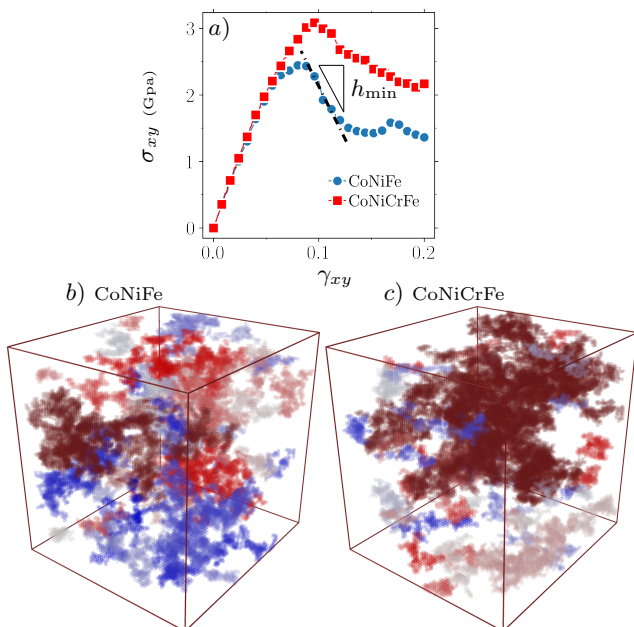 a)
3
2
1
0
σxy (Gpa)
hmin
CoNiFe
CoNiCrFe
0.0
0.1
0.2
γxy
b) CoNiFe
c) CoNiCrFe